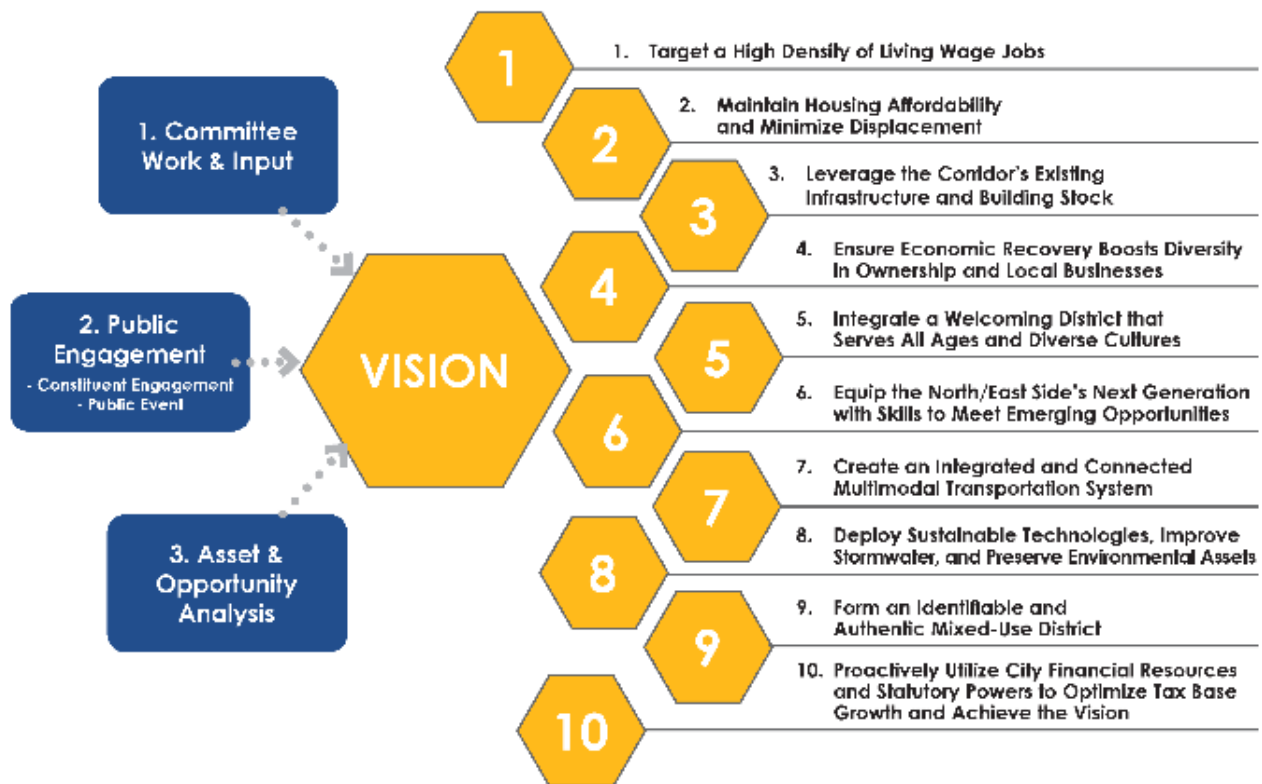 1. Committee
Work & Input
2. Public
Engagement
- Constituent Engagement
- Public Event
3. Asset &
Opportunity
Analysis
VISION
1
1. Target a High Density of Living Wage Jobs
2
2. Maintain Housing Affordability
and Minimize Displacement
3
3. Leverage the Corridor's Existing
Infrastructure and Building Stock
4
4. Ensure Economic Recovery Boosts Diversity
in Ownership and Local Businesses
5
5. Integrate a Welcoming District that
Serves All Ages and Diverse Cultures
6
6. Equip the North/East Side's Next Generation
with Skills to Meet Emerging Opportunities
7
7. Create an Integrated and Connected
Multimodal Transportation System
8
8. Deploy Sustainable Technologies, Improve
Stormwater, and Preserve Environmental Assets
9
9. Form an Identifiable and
Authentic Mixed-Use District
10
10. Proactively Utilize City Financial Resources
and Statutory Powers to Optimize Tax Base
Growth and Achieve the Vision